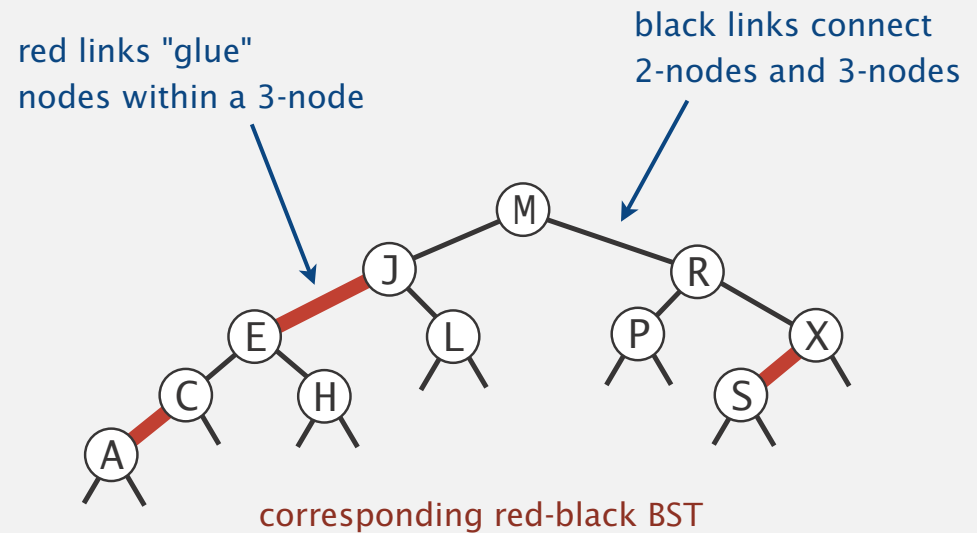 red links "glue"
nodes within a 3-node
black links connect
2-nodes and 3-nodes
M
J
R
E
L
P
X
C
H
S
A
corresponding red-black BST